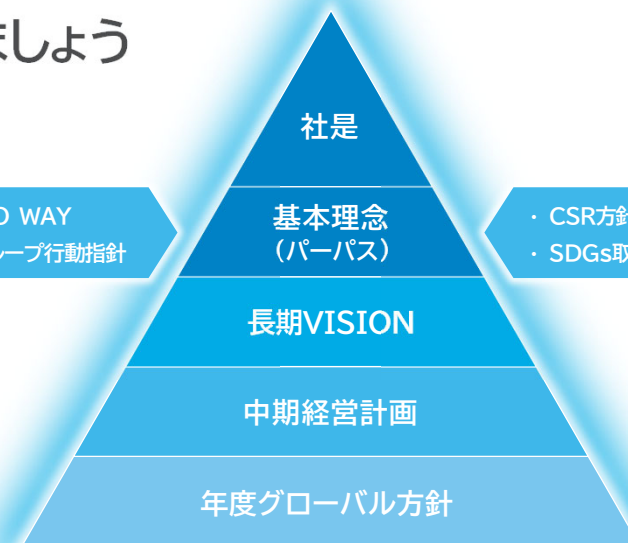 ましょう
社是
WAY
ループ行動指針
基本理念
(パーパス)
・ CSR方針
・ SDGs取
長期VISION
中期経営計画
年度グローバル方針